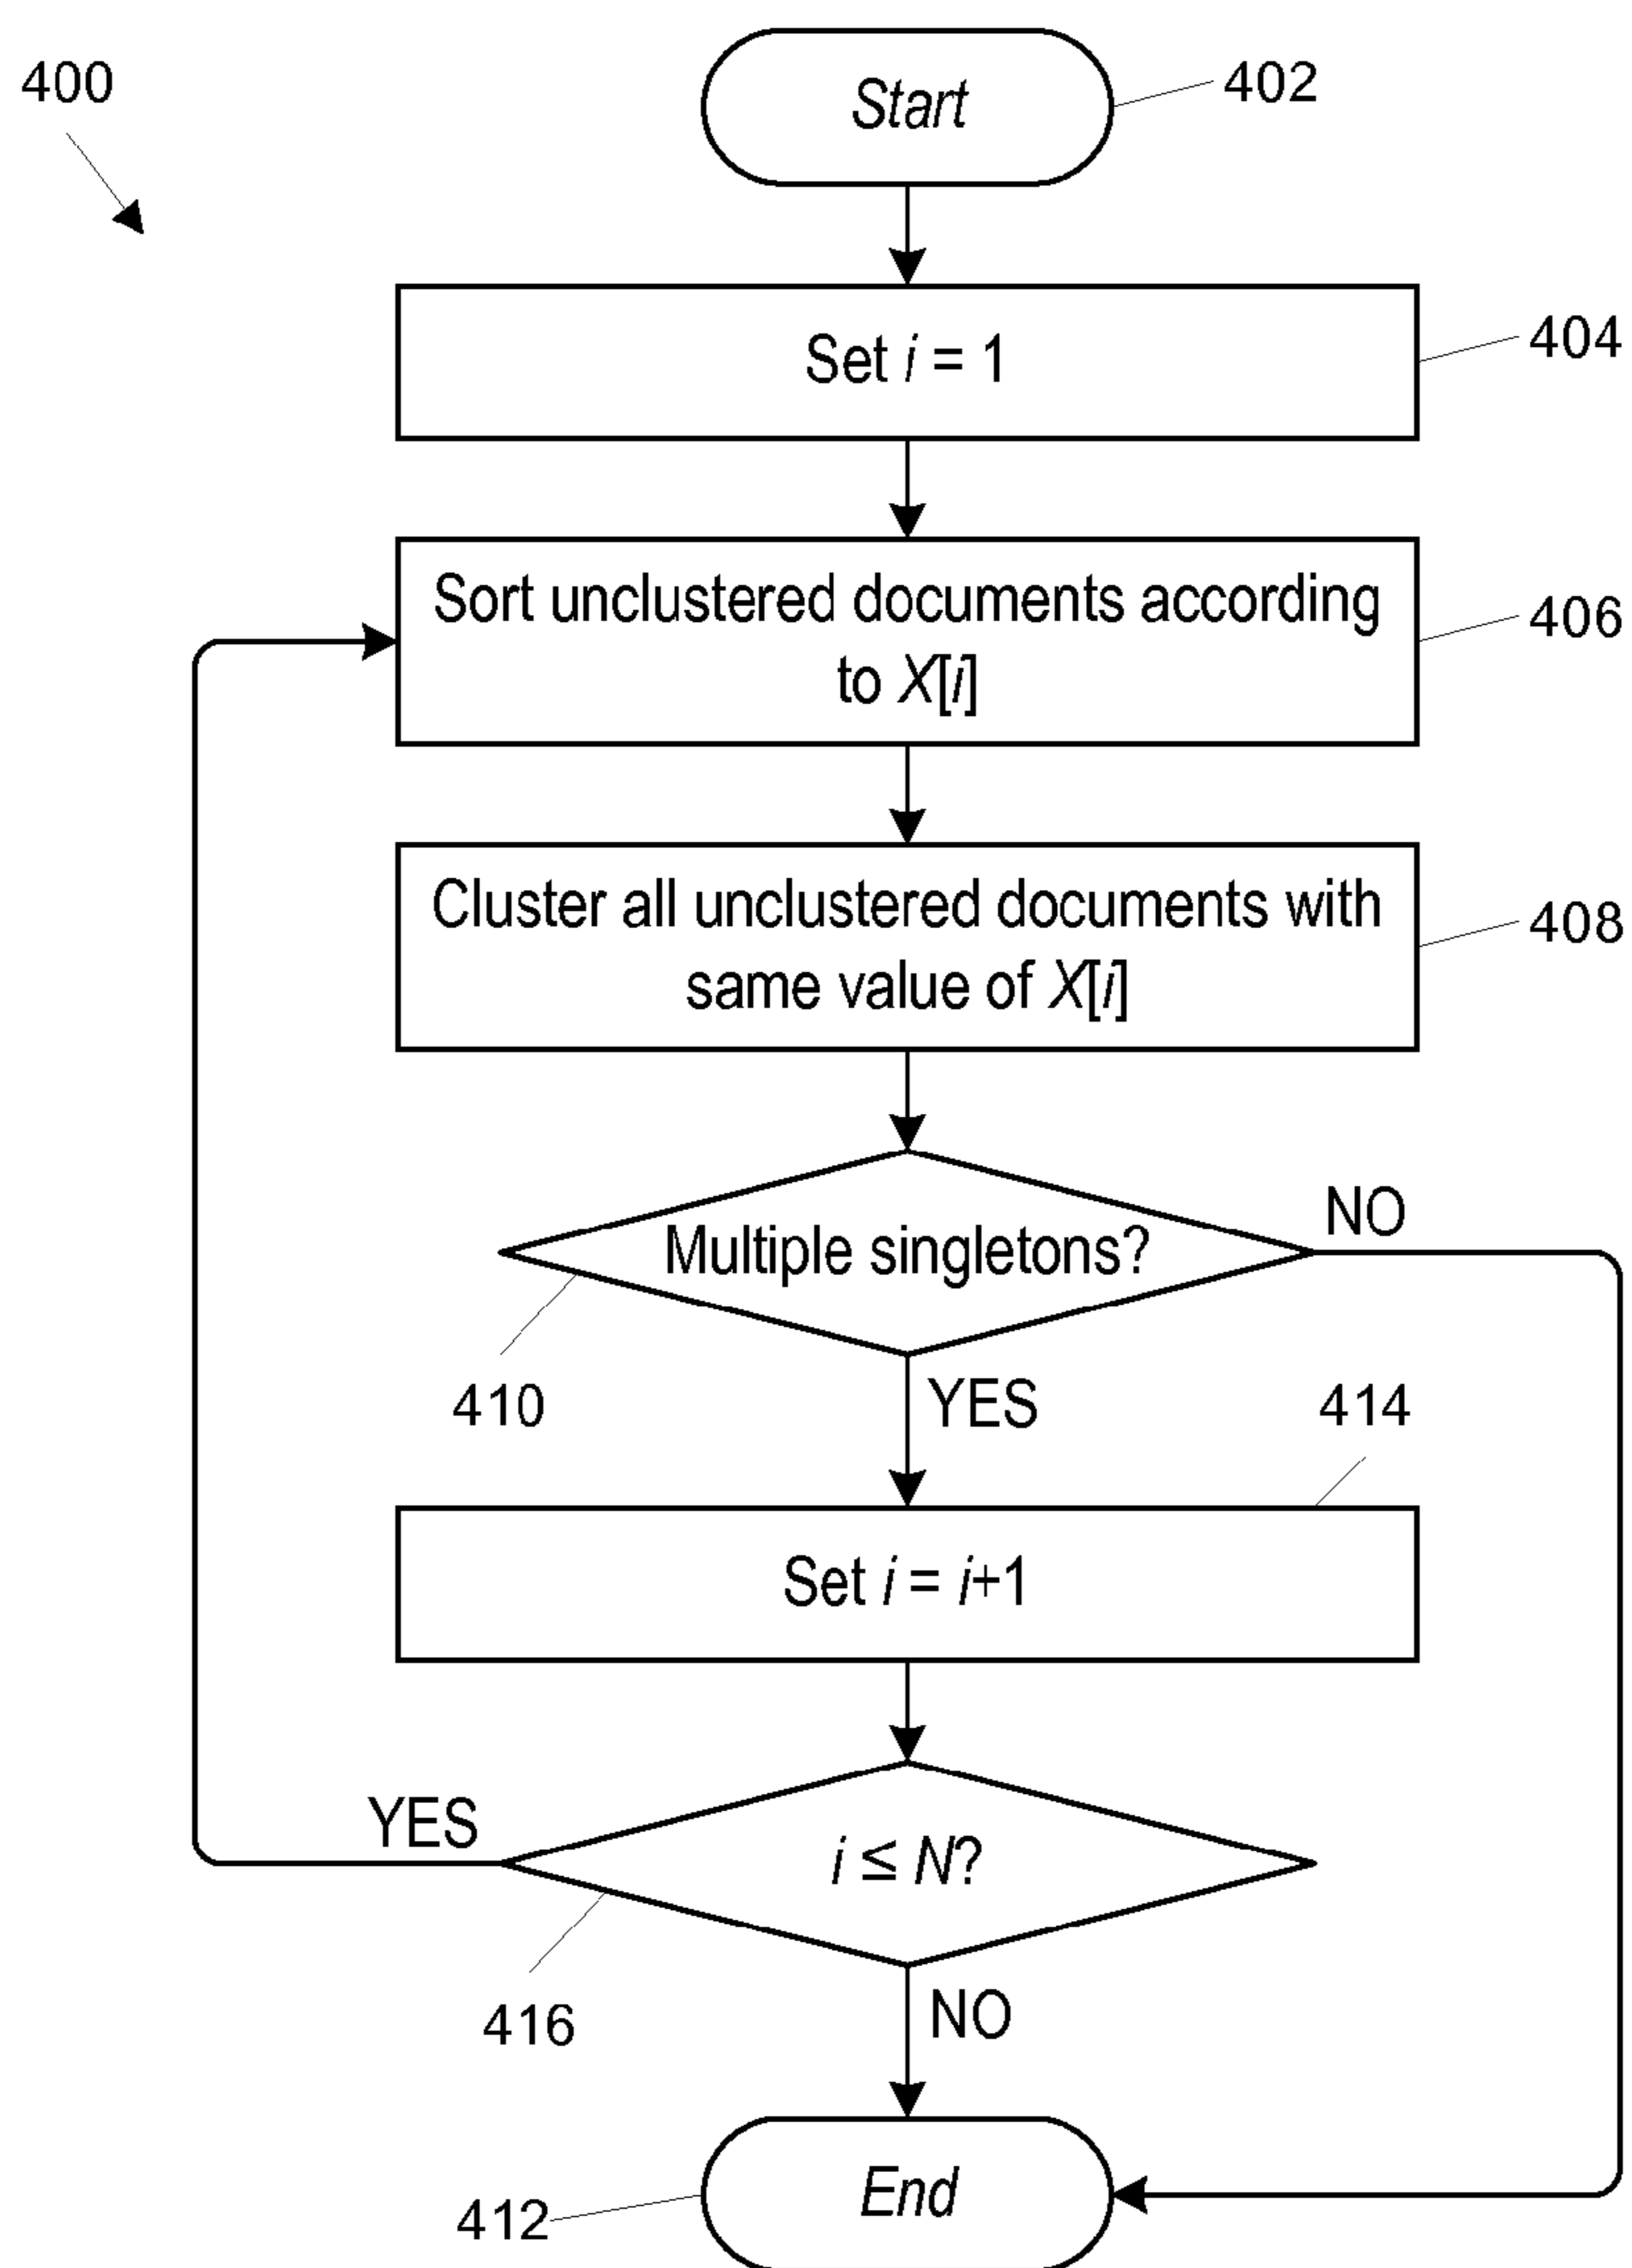 400
Start
402
Set i = 1
404
Sort unclustered documents according
to X[i]
406
Cluster all unclustered documents with
same value of X[i]
408
Multiple singletons?
NO
410
YES
414
Set i = i+1
YES
i ≤ N?
416
NO
End
412